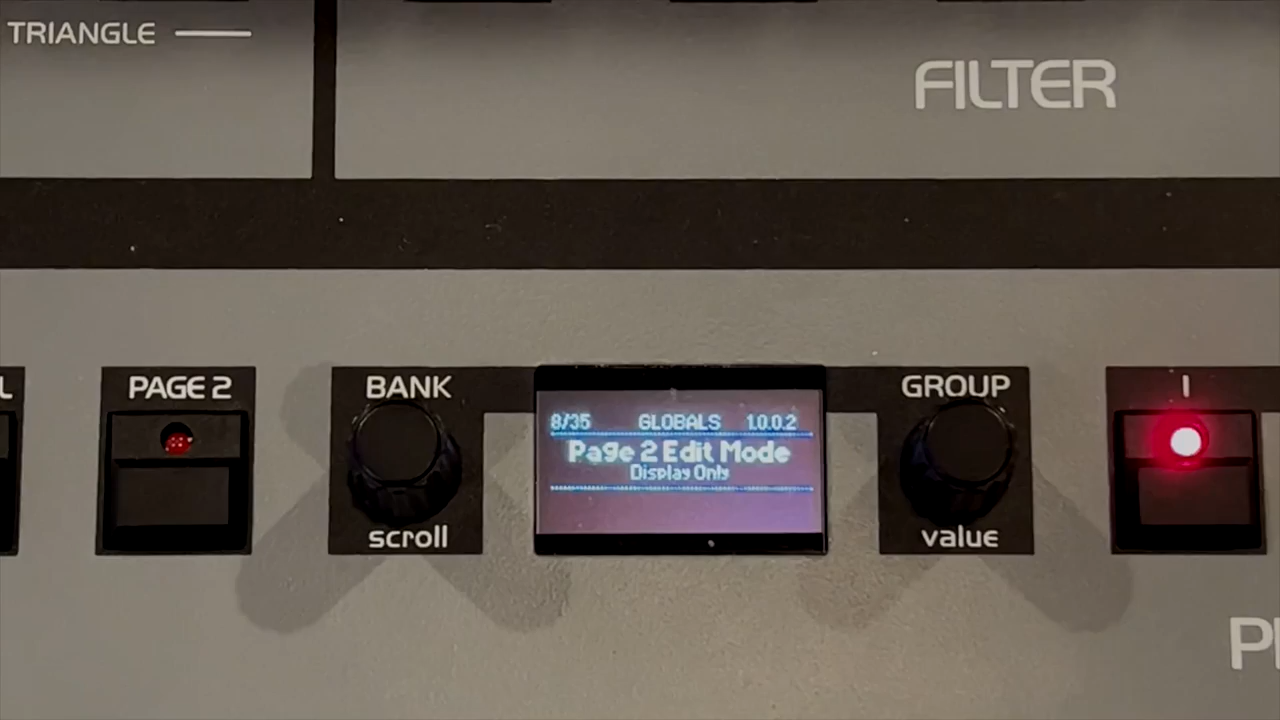 TRIANGLE
FILTER
L
PAGE 2
BANK
GROUP
1
8/35 GLOBALS 1.0.0.2
Page 2 Edit Mode
Display Only
scroll
value